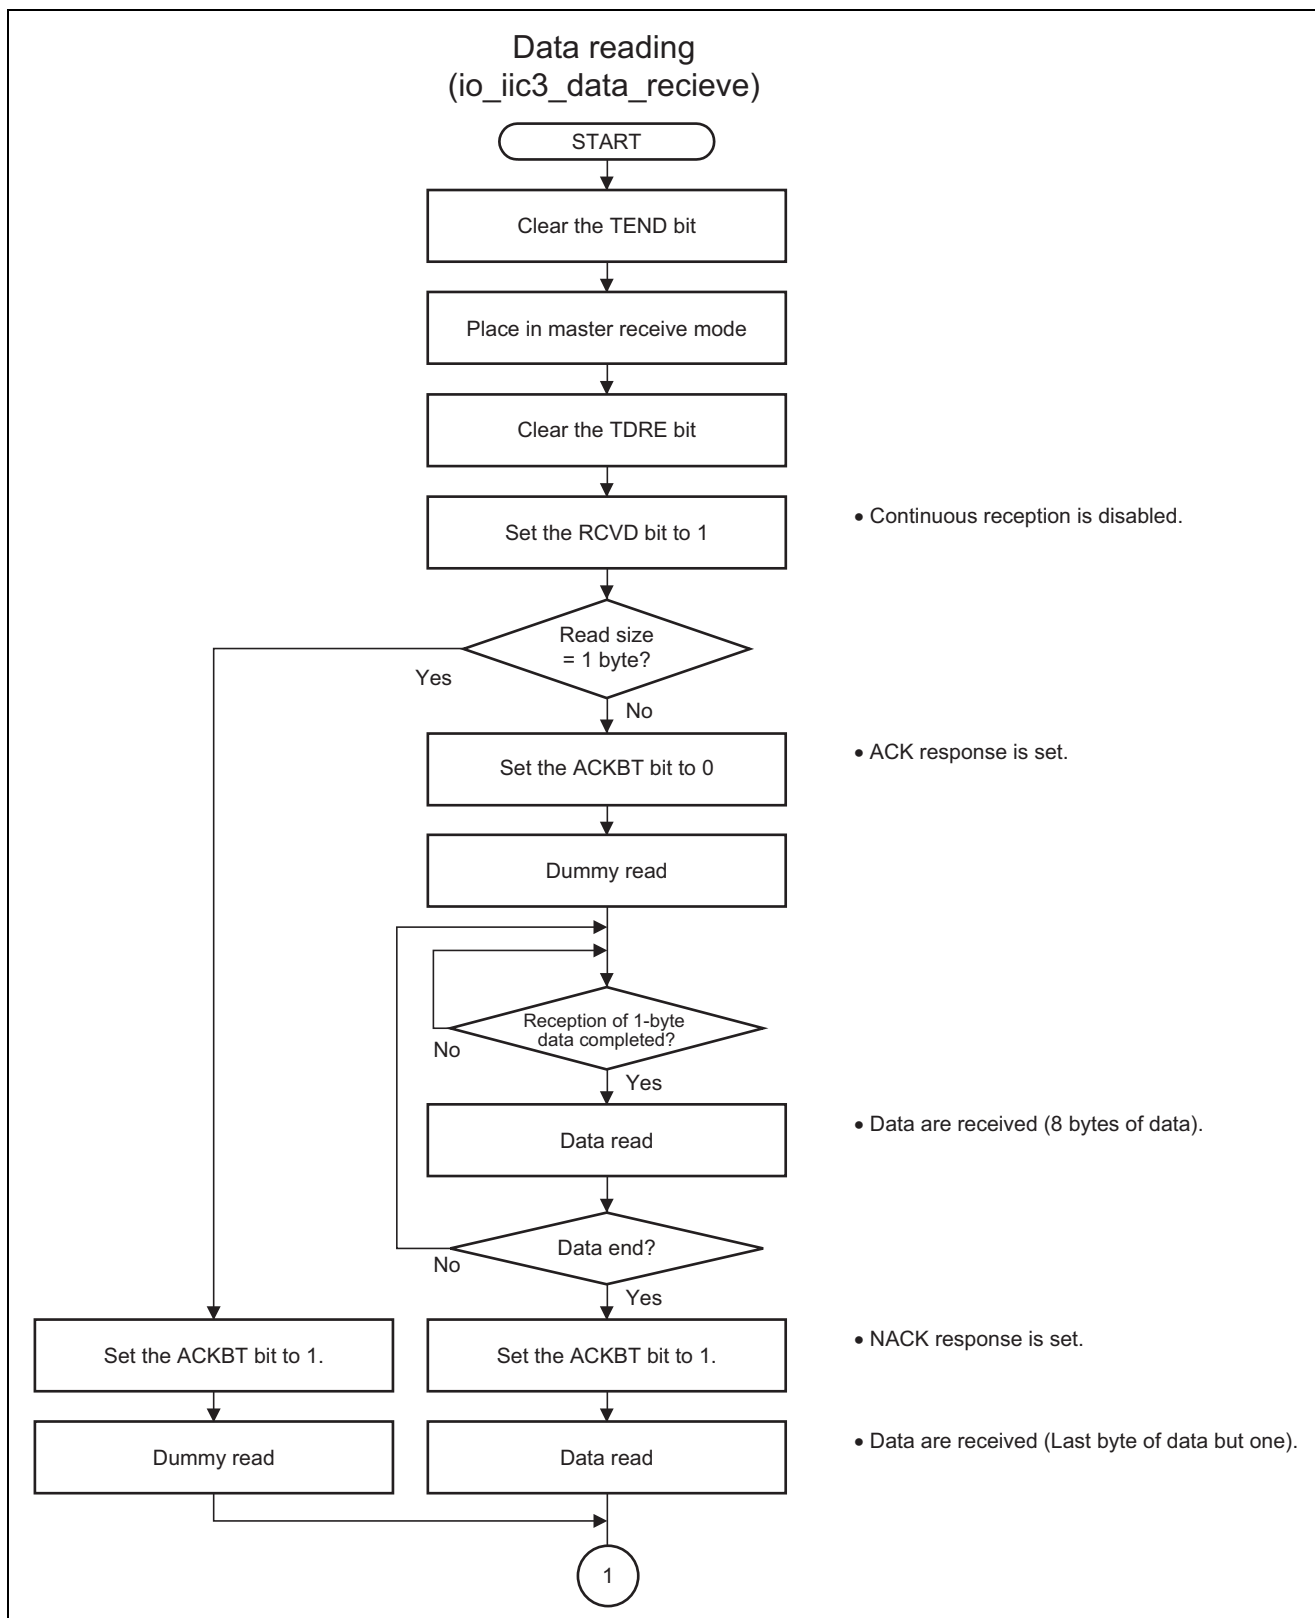 Data reading
(io_iic3_data_recieve)
START
Clear the TEND bit
Place in master receive mode
Clear the TDRE bit
Set the RCVD bit to 1
• Continuous reception is disabled.
Read size
= 1 byte?
Yes
No
Set the ACKBT bit to 0
• ACK response is set.
Dummy read
Reception of 1-byte
data completed?
No
Yes
Data read
• Data are received (8 bytes of data).
Data end?
No
Yes
Set the ACKBT bit to 1.
Set the ACKBT bit to 1.
• NACK response is set.
Dummy read
Data read
• Data are received (Last byte of data but one).
1